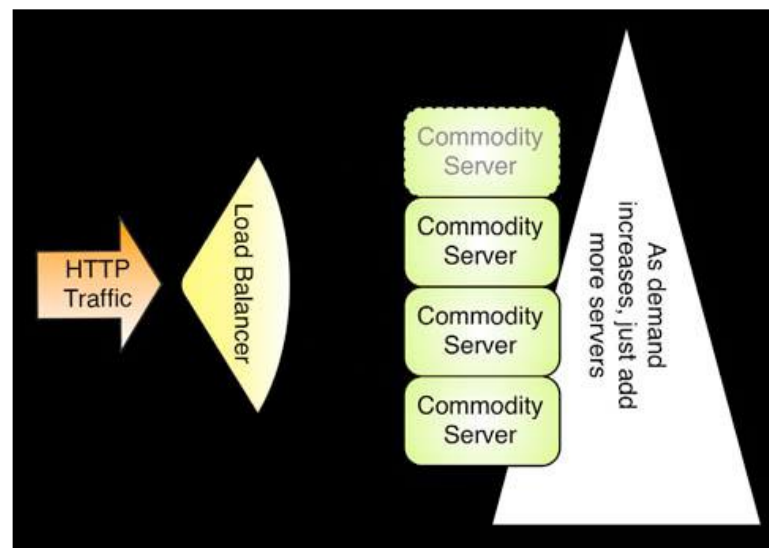 HTTP
Traffic
Load Balancer
Commodity
Server
Commodity
Server
Commodity
Server
Commodity
Server
As demand
increases, just add
more servers